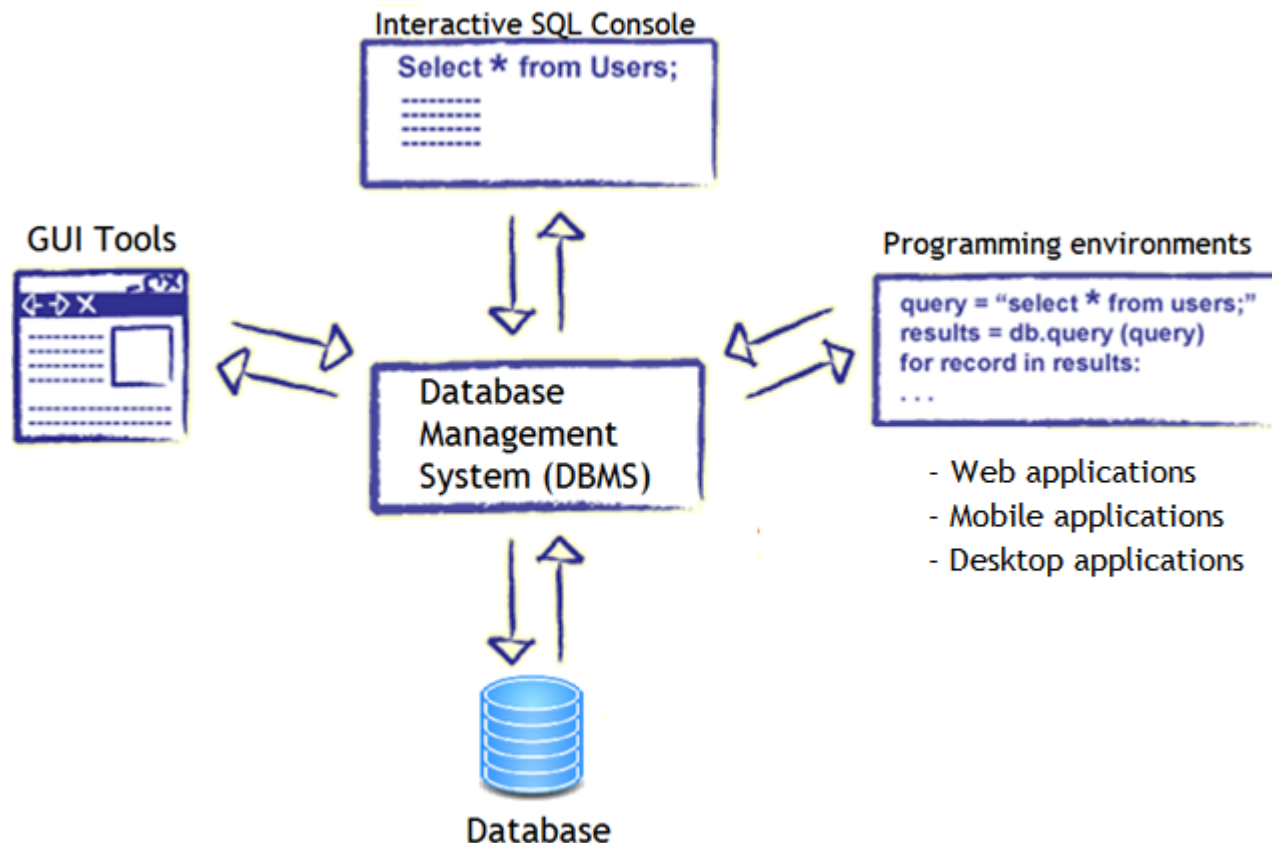 Interactive SQL Console
Select * from Users;
GUI Tools
Programming environments
query = “select * from users;”
results = db.query (query)
for record in results:
. . .
Database
Management
System (DBMS)
- Web applications
- Mobile applications
- Desktop applications
Database